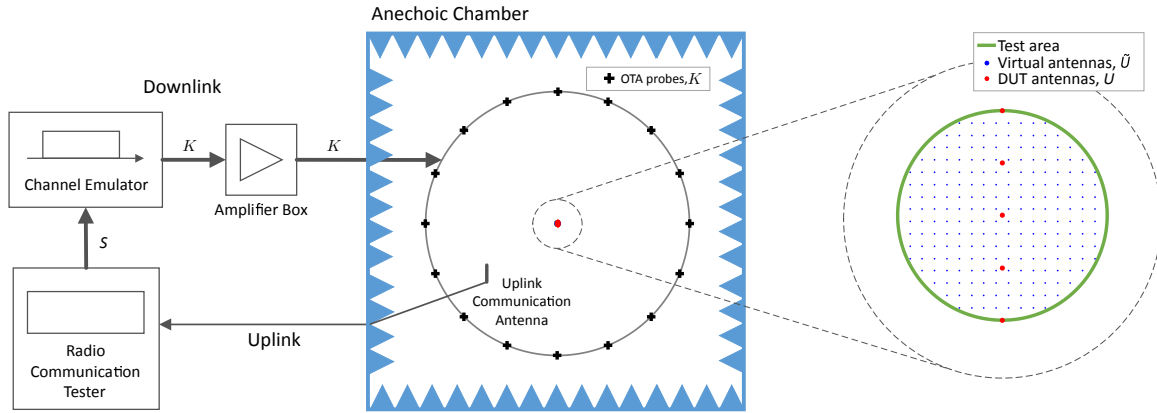 Anechoic Chamber
Downlink
K
K
Channel Emulator
Amplifier Box
S
Radio
Communication
Tester
Uplink
OTA probes,K
Uplink
Communication
Antenna
Test area
Virtual antennas, Ũ
DUT antennas, U